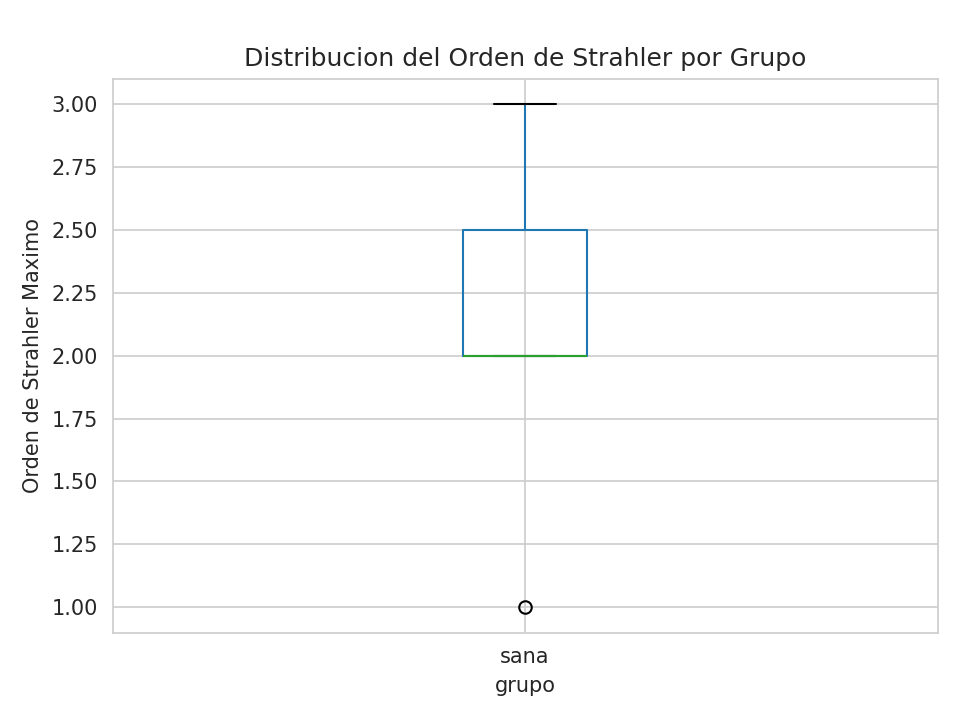 Distribucion del Orden de Strahler por Grupo
Orden de Strahler Maximo
3.00
2.75
2.50
2.25
2.00
1.75
1.50
1.25
1.00
sana
grupo